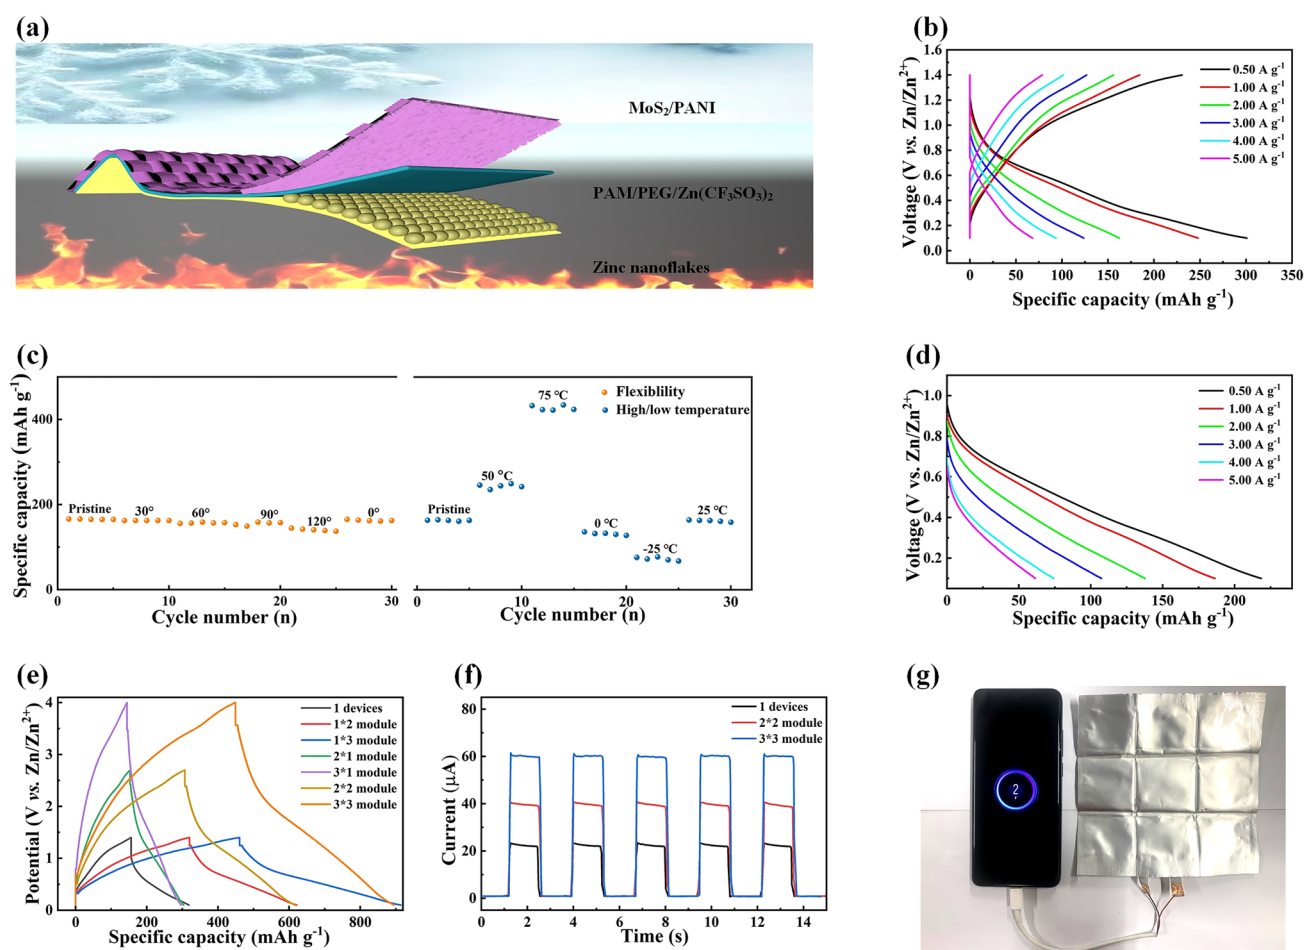 (a)
MoS₂/PANI
PAM/PEG/Zn(CF₃SO₃)₂
Zinc nanoflakes
(b)
Voltage (V vs. Zn/Zn²⁺)
1.6
1.4
1.2
1.0
0.8
0.6
0.4
0.2
0.0
0.50 A g⁻¹
1.00 A g⁻¹
2.00 A g⁻¹
3.00 A g⁻¹
4.00 A g⁻¹
5.00 A g⁻¹
0 50 100 150 200 250 300 350
Specific capacity (mAh g⁻¹)
(c)
Specific capacity (mAh g⁻¹)
400
200
0
Flexiblility
High/low temperature
Pristine 30° 60° 90° 120° 0°
Pristine 50 °C 75 °C 0 °C -25 °C 25 °C
0 10 20 30 0 10 20 30
Cycle number (n) Cycle number (n)
(d)
Voltage (V vs. Zn/Zn²⁺)
1.0
0.8
0.6
0.4
0.2
0.50 A g⁻¹
1.00 A g⁻¹
2.00 A g⁻¹
3.00 A g⁻¹
4.00 A g⁻¹
5.00 A g⁻¹
0 50 100 150 200
Specific capacity (mAh g⁻¹)
(e)
Potential (V vs. Zn/Zn²⁺)
4
3
2
1
0
1 devices
1*2 module
1*3 module
2*1 module
3*1 module
2*2 module
3*3 module
0 200 400 600 800
Specific capacity (mAh g⁻¹)
(f)
Current (μA)
80
60
40
20
0
1 devices
2*2 module
3*3 module
0 2 4 6 8 10 12 14
Time (s)
(g)
2